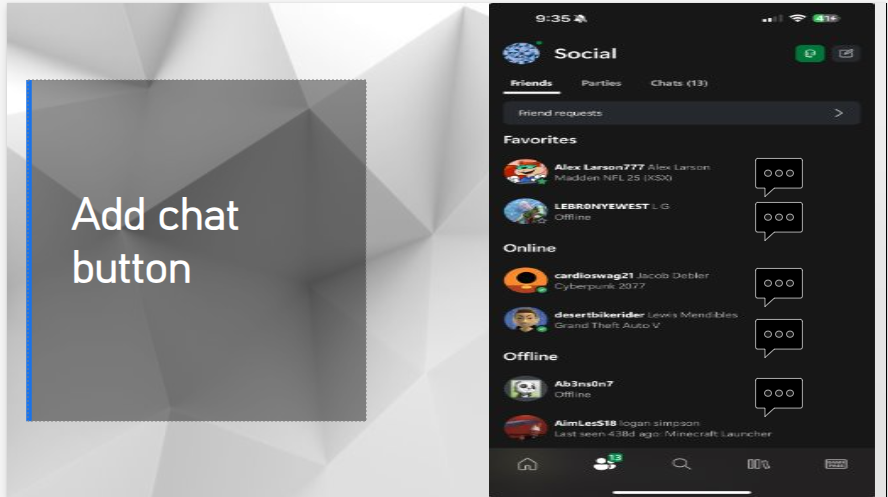 Add chat
button
9:35
41+
Social
Friends
Parties
Chats (13)
Friend requests
Favorites
Alex Larson777 Alex Larson
Madden NFL 25 (XSX)
LEBR0NYEWEST L G
Offline
Online
cardioswag21 Jacob Debler
Cyberpunk 2077
desertbikerider Lewis Mendibles
Grand Theft Auto V
Offline
Ab3ns0n7
Offline
AimLesS18 logan simpson
Last seen 438d ago: Minecraft Launcher
13